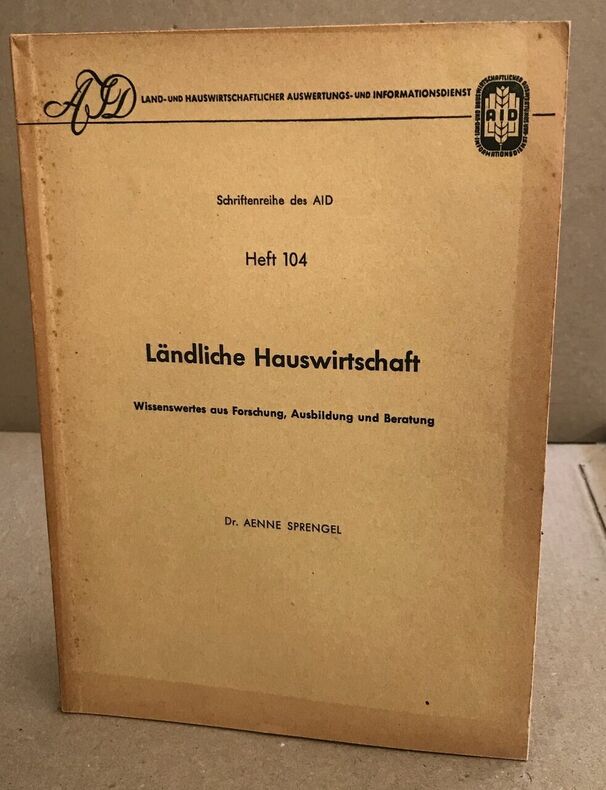 AID LAND- UND HAUSWIRTSCHAFTLICHER AUSWERTUNGS- UND INFORMATIONSDIENST
AID
Schriftenreihe des AID
Heft 104
Ländliche Hauswirtschaft
Wissenswertes aus Forschung, Ausbildung und Beratung
Dr. AENNE SPRENGEL